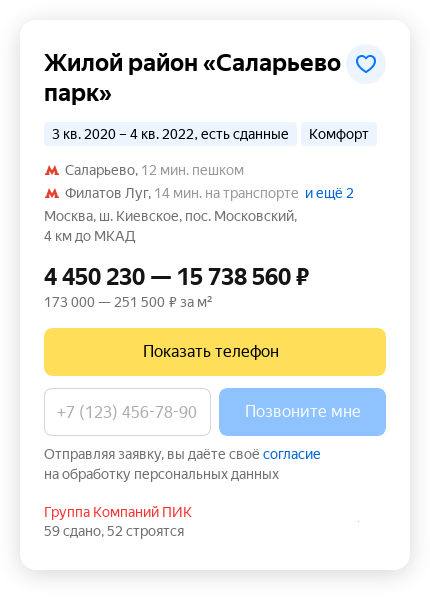 Жилой район «Саларьево
парк»
3 кв. 2020 – 4 кв. 2022, есть сданные Комфорт
Саларьево, 12 мин. пешком
Филатов Луг, 14 мин. на транспорте и ещё 2
Москва, ш. Киевское, пос. Московский,
4 км до МКАД
4 450 230 — 15 738 560 ₽
173 000 — 251 500 ₽ за м²
Показать телефон
+7 (123) 456-78-90 Позвоните мне
Отправляя заявку, вы даёте своё согласие
на обработку персональных данных
Группа Компаний ПИК
59 сдано, 52 строятся